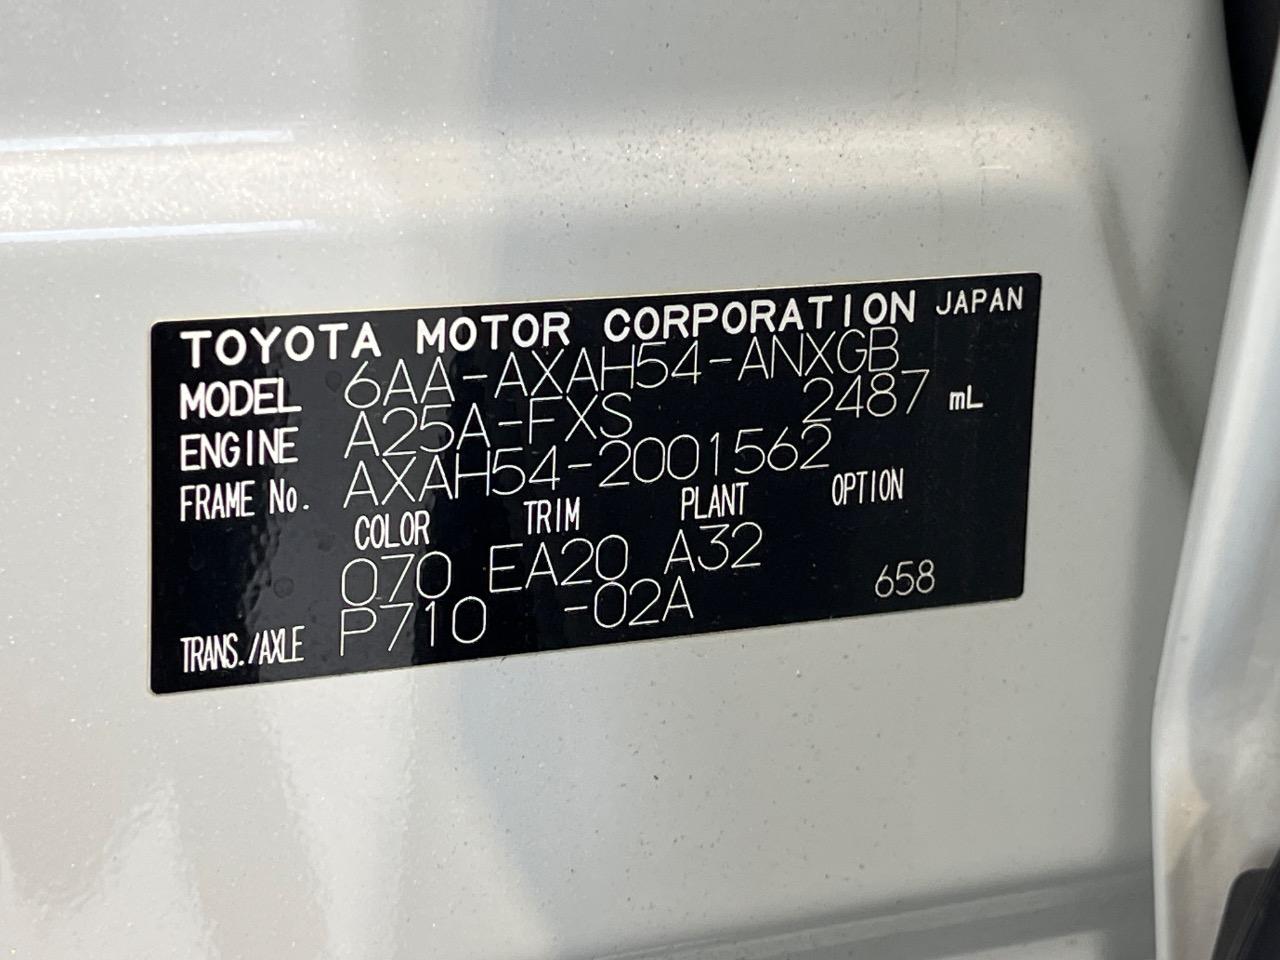 TOYOTA MOTOR CORPORATION JAPAN
MODEL 6AA-AXAH54-ANXGB
ENGINE A25A-FXS 2487 mL
FRAME No. AXAH54-2001562
COLOR TRIM PLANT OPTION
070 EA20 A32
TRANS./AXLE P710 -02A 658